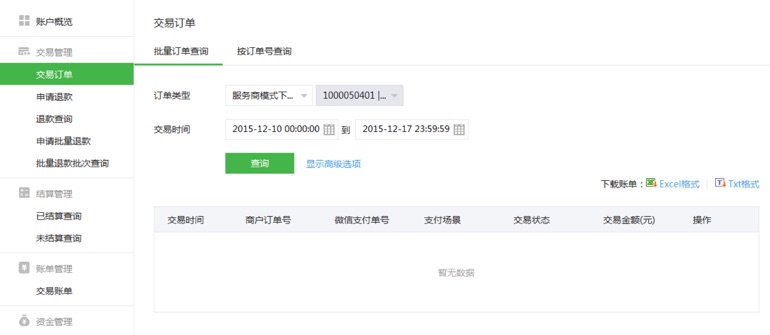 账户概览
交易管理
交易订单
申请退款
退款查询
申请批量退款
批量退款批次查询
结算管理
已结算查询
未结算查询
账单管理
交易账单
资金管理
交易订单
批量订单查询 按订单号查询
订单类型 服务商模式下... 1000050401 |...
交易时间 2015-12-10 00:00:00 到 2015-12-17 23:59:59
查询 显示高级选项
下载账单： Excel格式 | Txt格式
交易时间 商户订单号 微信支付单号 支付场景 交易状态 交易金额(元) 操作
暂无数据